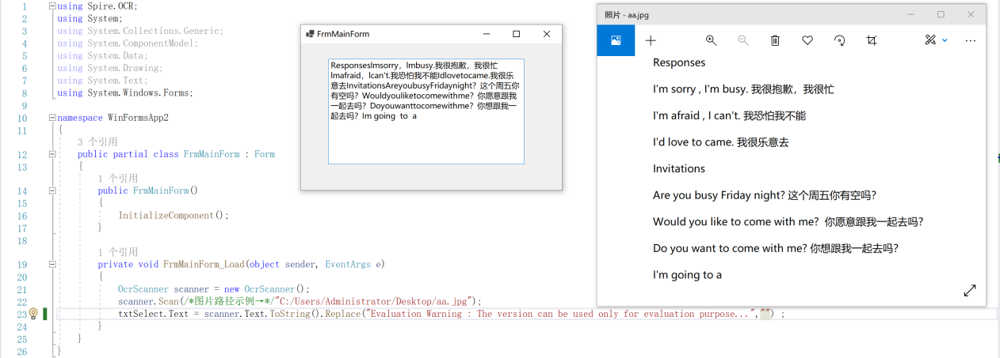 1 using Spire.OCR;
2 using System;
3 using System.Collections.Generic;
4 using System.ComponentModel;
5 using System.Data;
6 using System.Drawing;
7 using System.Text;
8 using System.Windows.Forms;
9
10 namespace WinFormsApp2
11 {
3 个引用
12 public partial class FrmMainForm : Form
13 {
1 个引用
14 public FrmMainForm()
15 {
16 InitializeComponent();
17 }
18
1 个引用
19 private void FrmMainForm_Load(object sender, EventArgs e)
20 {
21 OcrScanner scanner = new OcrScanner();
22 scanner.Scan(/*图片路径示例→*/"C:/Users/Administrator/Desktop/aa.jpg");
23 txtSelect.Text = scanner.Text.ToString().Replace("Evaluation Warning : The version can be used only for evaluation purpose...","") ;
24 }
25 }
26 }
FrmMainForm
Responseslmsorry，lmbusy.我很抱歉，我很忙
lmafraid，lcan't.我恐怕我不能Idlovetocame.我很乐
意去InvitationsAreyoubusyFridaynight？这个周五你
有空吗？Wouldyouliketocomewithme？你愿意跟我
一起去吗？Doyouwanttocomewithme？你想跟我一
起去吗？Im going to a
照片 - aa.jpg
Responses
I'm sorry , I'm busy. 我很抱歉，我很忙
I'm afraid , I can't. 我恐怕我不能
I'd love to came. 我很乐意去
Invitations
Are you busy Friday night? 这个周五你有空吗?
Would you like to come with me? 你愿意跟我一起去吗?
Do you want to come with me? 你想跟我一起去吗?
I'm going to a